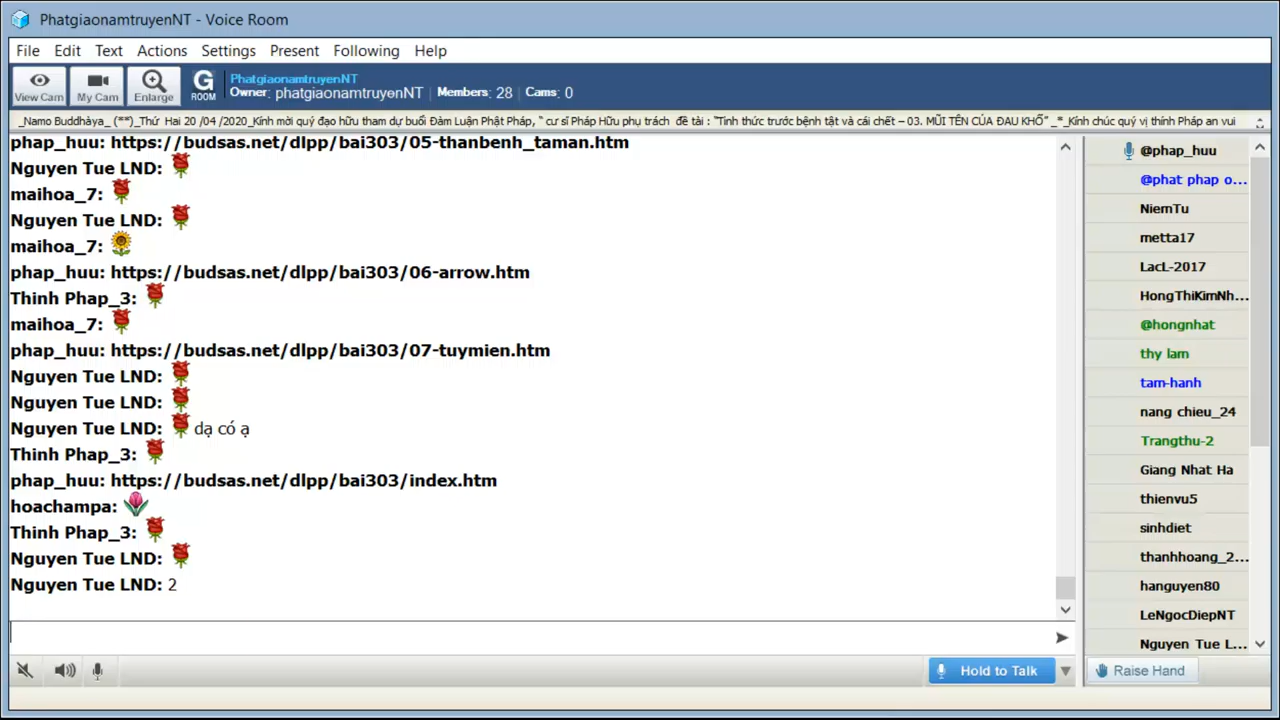 PhatgiaonamtruyenNT - Voice Room
File Edit Text Actions Settings Present Following Help
View Cam My Cam Enlarge G ROOM
PhatgiaonamtruyenNT
Owner: phatgiaonamtruyenNT Members: 28 Cams: 0
_Namo Buddhàya_ (**)_Thứ Hai 20 /04 /2020_Kính mời quý đạo hữu tham dự buổi Đàm Luận Phật Pháp, “ cư sĩ Pháp Hữu phụ trách đề tài : “Tỉnh thức trước bệnh tật và cái chết – 03. MŨI TÊN CỦA ĐAU KHỔ” _*_Kính chúc quý vị thính Pháp an vui
phap_huu: https://budsas.net/dlpp/bai303/05-thanbenh_taman.htm
Nguyen Tue LND:
maihoa_7:
Nguyen Tue LND:
maihoa_7:
phap_huu: https://budsas.net/dlpp/bai303/06-arrow.htm
Thinh Phap_3:
maihoa_7:
phap_huu: https://budsas.net/dlpp/bai303/07-tuymien.htm
Nguyen Tue LND:
Nguyen Tue LND:
Nguyen Tue LND: dạ có ạ
Thinh Phap_3:
phap_huu: https://budsas.net/dlpp/bai303/index.htm
hoachampa:
Thinh Phap_3:
Nguyen Tue LND:
Nguyen Tue LND: 2
@phap_huu
@phat phap o...
NiemTu
metta17
LacL-2017
HongThiKimNh...
@hongnhat
thy lam
tam-hanh
nang chieu_24
Trangthu-2
Giang Nhat Ha
thienvu5
sinhdiet
thanhhoang_2...
hanguyen80
LeNgocDiepNT
Nguyen Tue L...
Hold to Talk
Raise Hand